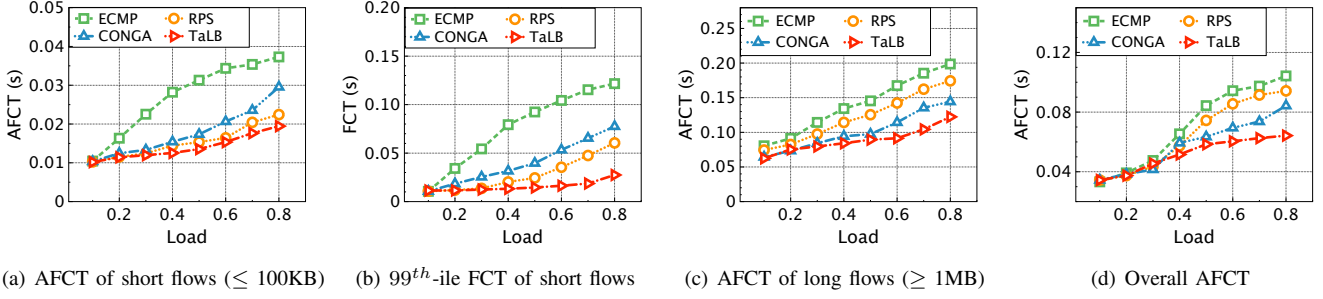 ECMP RPS
CONGA TaLB
0.05
0.04
0.03
0.02
0.01
0
AFCT (s)
0.2 0.4 0.6 0.8
Load
(a) AFCT of short flows (≤ 100KB)
ECMP RPS
CONGA TaLB
0.20
0.15
0.10
0.05
0
FCT (s)
0.2 0.4 0.6 0.8
Load
(b) 99th-ile FCT of short flows
ECMP RPS
CONGA TaLB
0.25
0.20
0.15
0.10
0.05
0
AFCT (s)
0.2 0.4 0.6 0.8
Load
(c) AFCT of long flows (≥ 1MB)
ECMP RPS
CONGA TaLB
0.12
0.08
0.04
AFCT (s)
0.2 0.4 0.6 0.8
Load
(d) Overall AFCT